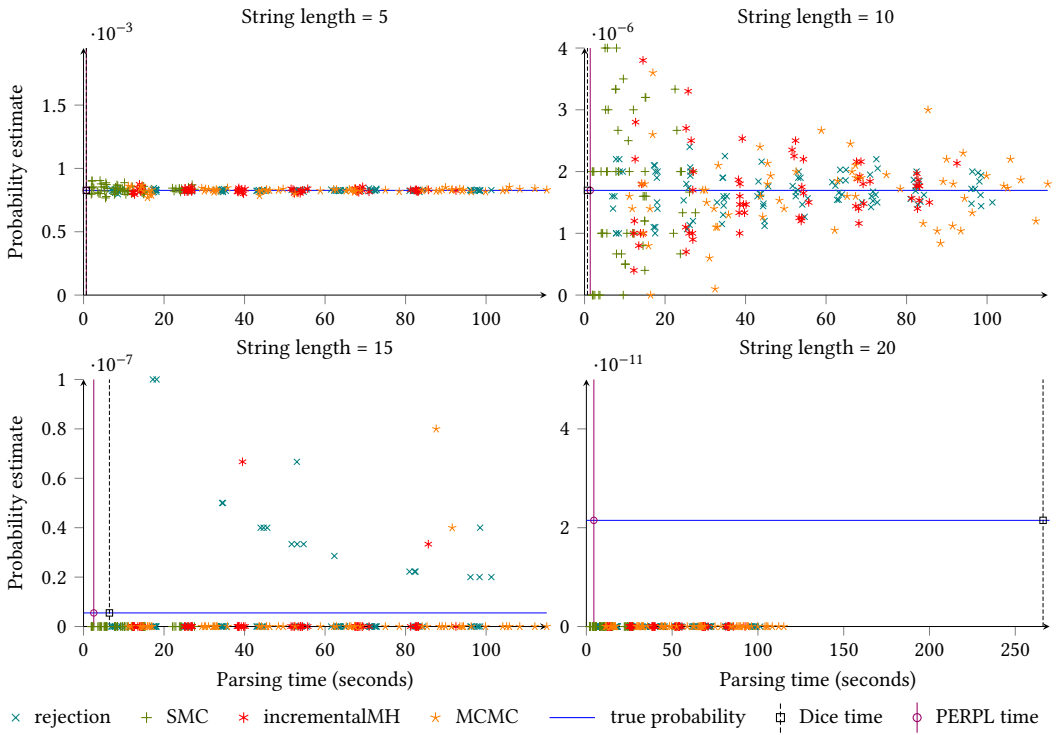 String length = 5
String length = 10
·10−3
·10−6
Probability estimate
1.5
1
0.5
0
0 20 40 60 80 100
4
3
2
1
0
0 20 40 60 80 100
String length = 15
String length = 20
·10−7
·10−11
Probability estimate
1
0.8
0.6
0.4
0.2
0
0 20 40 60 80 100
Parsing time (seconds)
4
2
0
0 50 100 150 200 250
Parsing time (seconds)
rejection SMC incrementalMH MCMC true probability Dice time PERPL time